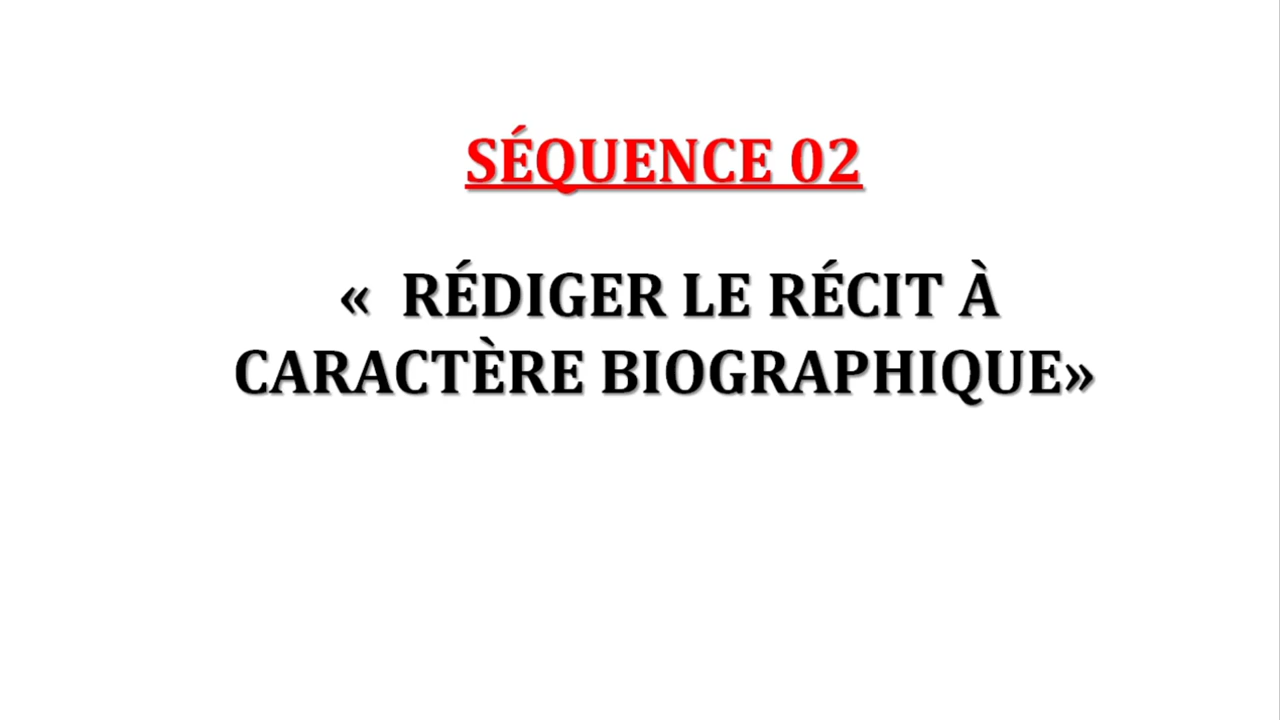 SÉQUENCE 02
«  RÉDIGER LE RÉCIT À
CARACTÈRE BIOGRAPHIQUE»